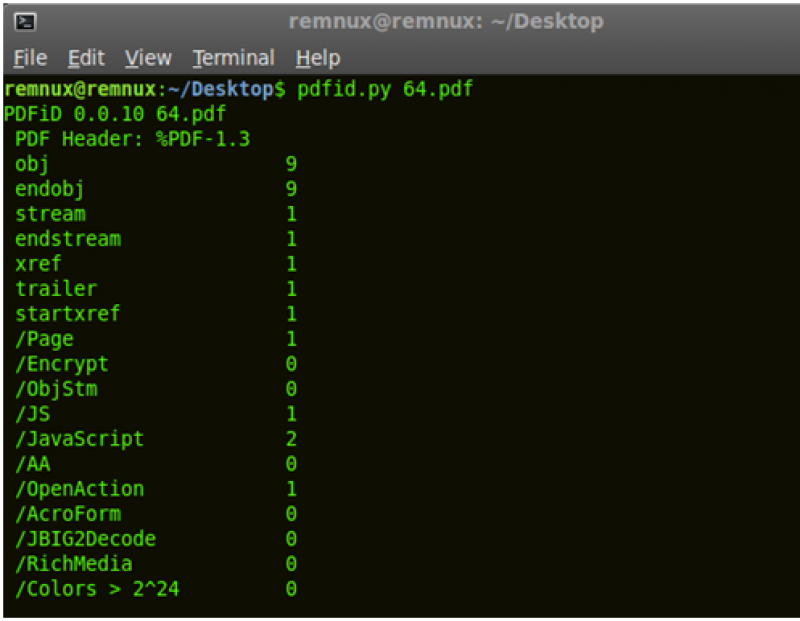 remnux@remnux: ~/Desktop
File Edit View Terminal Help
remnux@remnux:~/Desktop$ pdfid.py 64.pdf
PDFiD 0.0.10 64.pdf
PDF Header: %PDF-1.3
obj 9
endobj 9
stream 1
endstream 1
xref 1
trailer 1
startxref 1
/Page 1
/Encrypt 0
/ObjStm 0
/JS 1
/JavaScript 2
/AA 0
/OpenAction 1
/AcroForm 0
/JBIG2Decode 0
/RichMedia 0
/Colors > 2^24 0